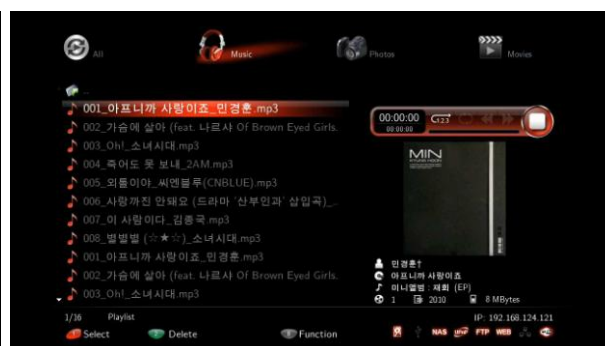 All Music Photos Movies
..
001_아프니까 사랑이죠_민경훈.mp3
002_가슴에 살아 (feat. 나르샤 Of Brown Eyed Girls.
003_Oh!_소녀시대.mp3
004_죽어도 못 보내_2AM.mp3
005_외톨이야_씨엔블루(CNBLUE).mp3
006_사랑까진 안돼요 (드라마 '산부인과' 삽입곡)_..
007_이 사람이다_김종국.mp3
008_별별별 (☆★☆)_소녀시대.mp3
001_아프니까 사랑이죠_민경훈.mp3
002_가슴에 살아 (feat. 나르샤 Of Brown Eyed Girls.
003_Oh!_소녀시대.mp3
00:00:00
00:00:00
123
MIN
민경훈†
아프니까 사랑이죠
미니앨범 : 재회 (EP)
1 2010 8 MBytes
1/16 Playlist IP: 192.168.124.121
Select Delete Function NAS UPnP FTP WEB